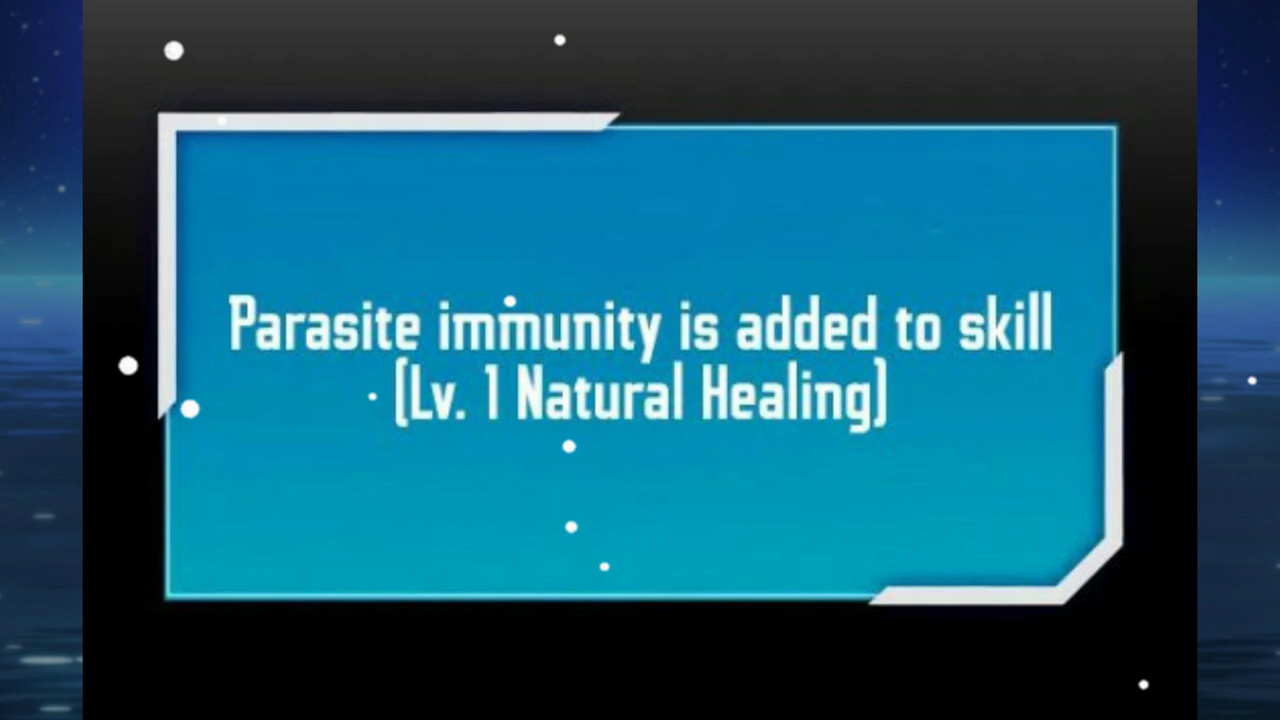 Parasite immunity is added to skill
(Lv. 1 Natural Healing)